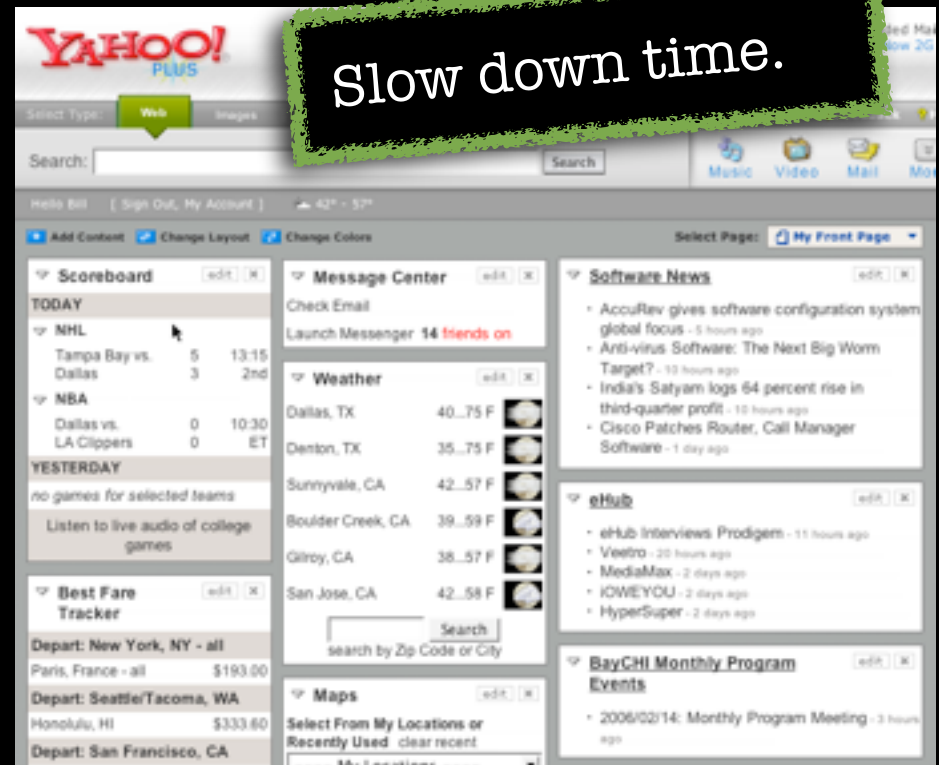 YAHOO!
PLUS
Slow down time.
Select Type: Web Images
Search: Search
Music Video Mail
Hello Bill [ Sign Out, My Account ] 42° - 57°
Add Content Change Layout Change Colors
Select Page: My Front Page
Scoreboard edit
TODAY
NHL
Tampa Bay vs. 5 13:15
Dallas 3 2nd
NBA
Dallas vs. 0 10:30
LA Clippers 0 ET
YESTERDAY
no games for selected teams
Listen to live audio of college
games
Best Fare edit
Tracker
Depart: New York, NY - all
Paris, France - all $193.00
Depart: Seattle/Tacoma, WA
Honolulu, HI $333.60
Depart: San Francisco, CA
Message Center edit
Check Email
Launch Messenger 14 friends on
Weather edit
Dallas, TX 40...75 F
Denton, TX 35...75 F
Sunnyvale, CA 42...57 F
Boulder Creek, CA 39...59 F
Gilroy, CA 38...57 F
San Jose, CA 42...58 F
Search
search by Zip Code or City
Maps edit
Select From My Locations or
Recently Used clear recent
My Locations
Software News edit
AccuRev gives software configuration system
global focus - 5 hours ago
Anti-virus Software: The Next Big Worm
Target? - 10 hours ago
India's Satyam logs 64 percent rise in
third-quarter profit - 10 hours ago
Cisco Patches Router, Call Manager
Software - 1 day ago
eHub edit
eHub Interviews Prodigem - 11 hours ago
Veetro - 20 hours ago
MediaMax - 2 days ago
iOWEYOU - 2 days ago
HyperSuper - 2 days ago
BayCHI Monthly Program edit
Events
2006/02/14: Monthly Program Meeting - 3 hours
ago